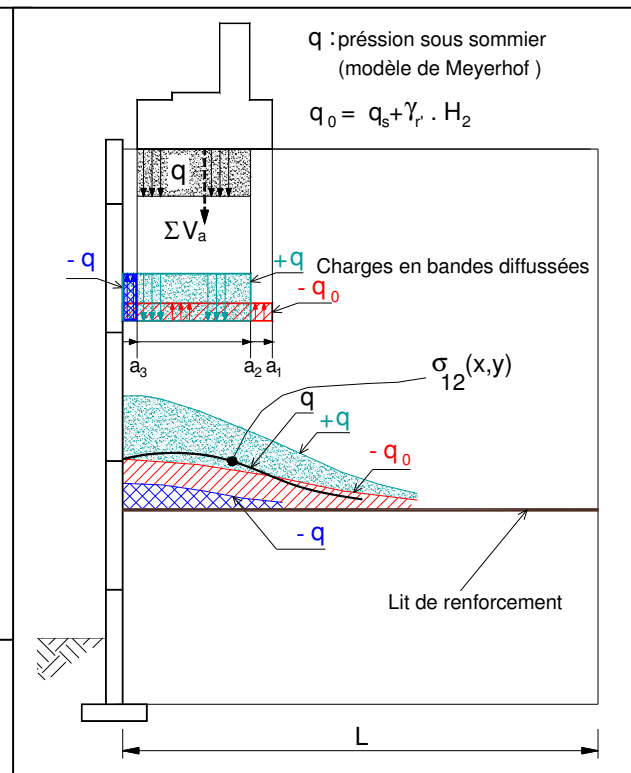 q : préssion sous sommier
(modèle de Meyerhof )
q₀ = qₛ+γᵣ' . H₂
q
ΣVₐ
- q
+q
Charges en bandes diffussées
- q₀
a₃
a₂
a₁
σ₁₂(x,y)
q
+q
- q₀
- q
Lit de renforcement
L